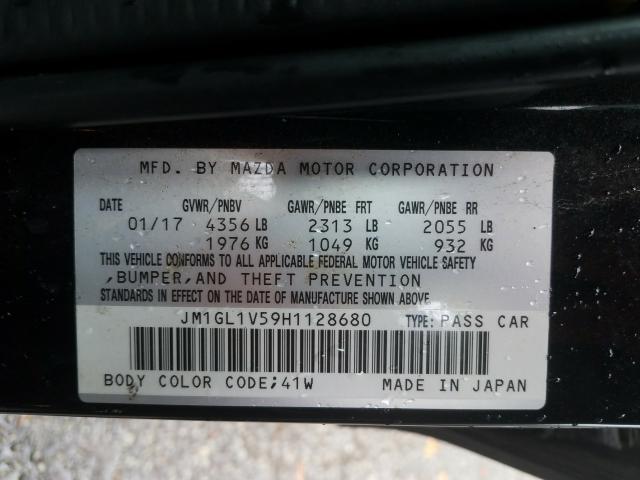 MFD. BY MAZDA MOTOR CORPORATION
DATE GVWR/PNBV GAWR/PNBE FRT GAWR/PNBE RR
01/17 4356 LB 2313 LB 2055 LB
1976 KG 1049 KG 932 KG
THIS VEHICLE CONFORMS TO ALL APPLICABLE FEDERAL MOTOR VEHICLE SAFETY
,BUMPER,AND THEFT PREVENTION
STANDARDS IN EFFECT ON THE DATE OF MANUFACTURE SHOWN ABOVE.
JM1GL1V59H1128680 TYPE: PASS CAR
BODY COLOR CODE;41W MADE IN JAPAN